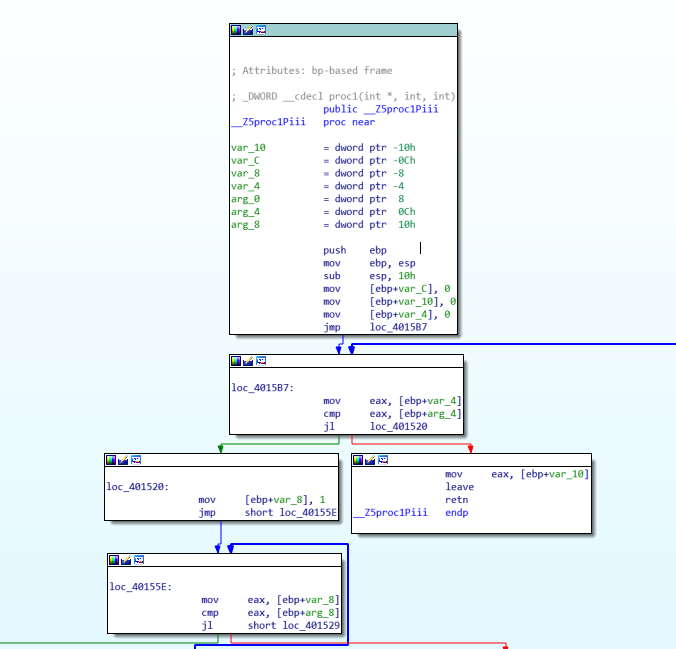 ; Attributes: bp-based frame
; _DWORD __cdecl proc1(int *, int, int)
public __Z5proc1Piii
__Z5proc1Piii proc near
var_10 = dword ptr -10h
var_C = dword ptr -0Ch
var_8 = dword ptr -8
var_4 = dword ptr -4
arg_0 = dword ptr 8
arg_4 = dword ptr 0Ch
arg_8 = dword ptr 10h
push ebp
mov ebp, esp
sub esp, 10h
mov [ebp+var_C], 0
mov [ebp+var_10], 0
mov [ebp+var_4], 0
jmp loc_4015B7
loc_4015B7:
mov eax, [ebp+var_4]
cmp eax, [ebp+arg_4]
jl loc_401520
loc_401520:
mov [ebp+var_8], 1
jmp short loc_40155E
mov eax, [ebp+var_10]
leave
retn
__Z5proc1Piii endp
loc_40155E:
mov eax, [ebp+var_8]
cmp eax, [ebp+arg_8]
jl short loc_401529